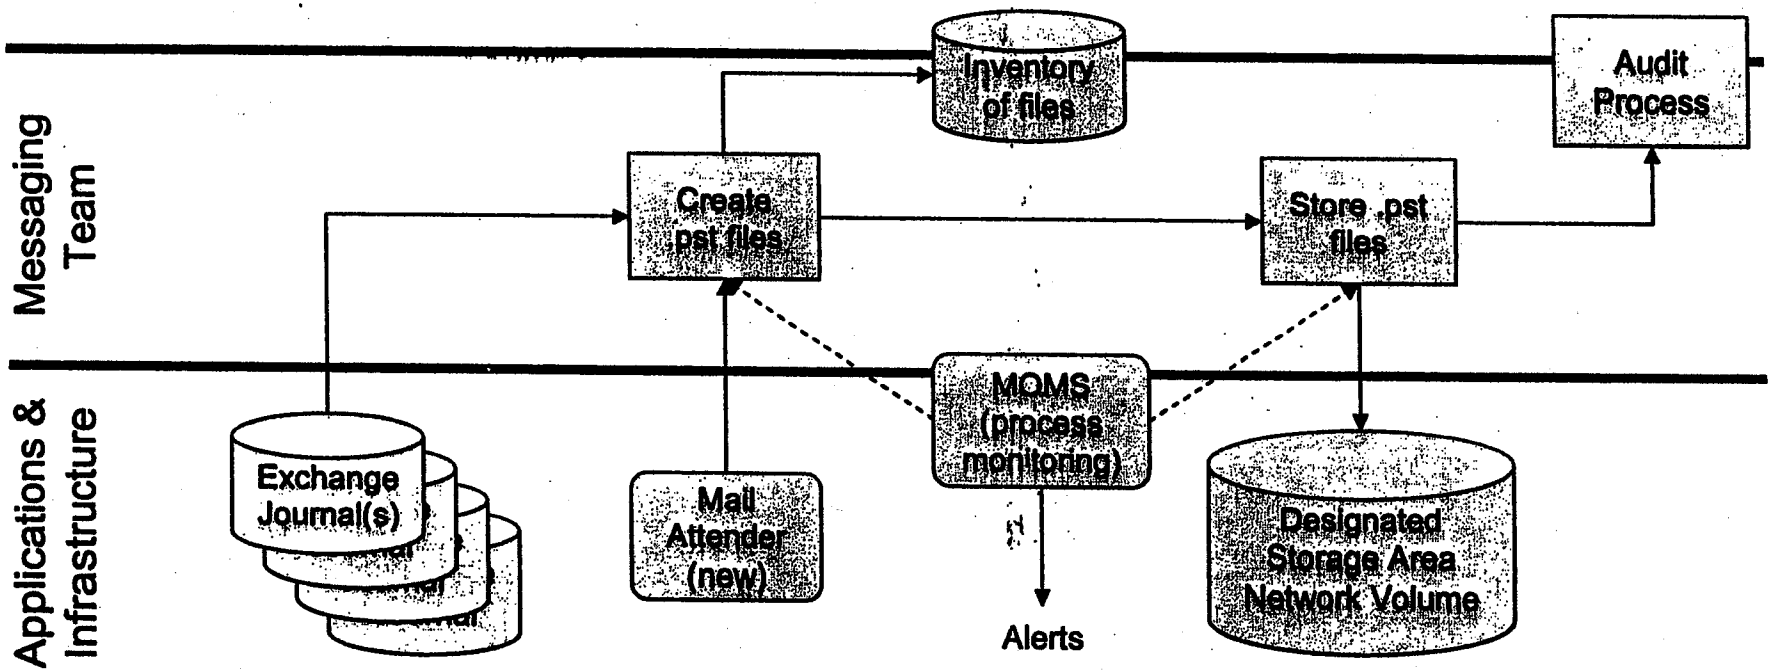 Inventory
of files
Audit
Process
Messaging
Team
Create
.pst files
Store .pst
files
Applications &
Infrastructure
Exchange
Journal(s)
Mail
Attender
(new)
MOMS
(process
monitoring)
Alerts
Designated
Storage Area
Network Volume